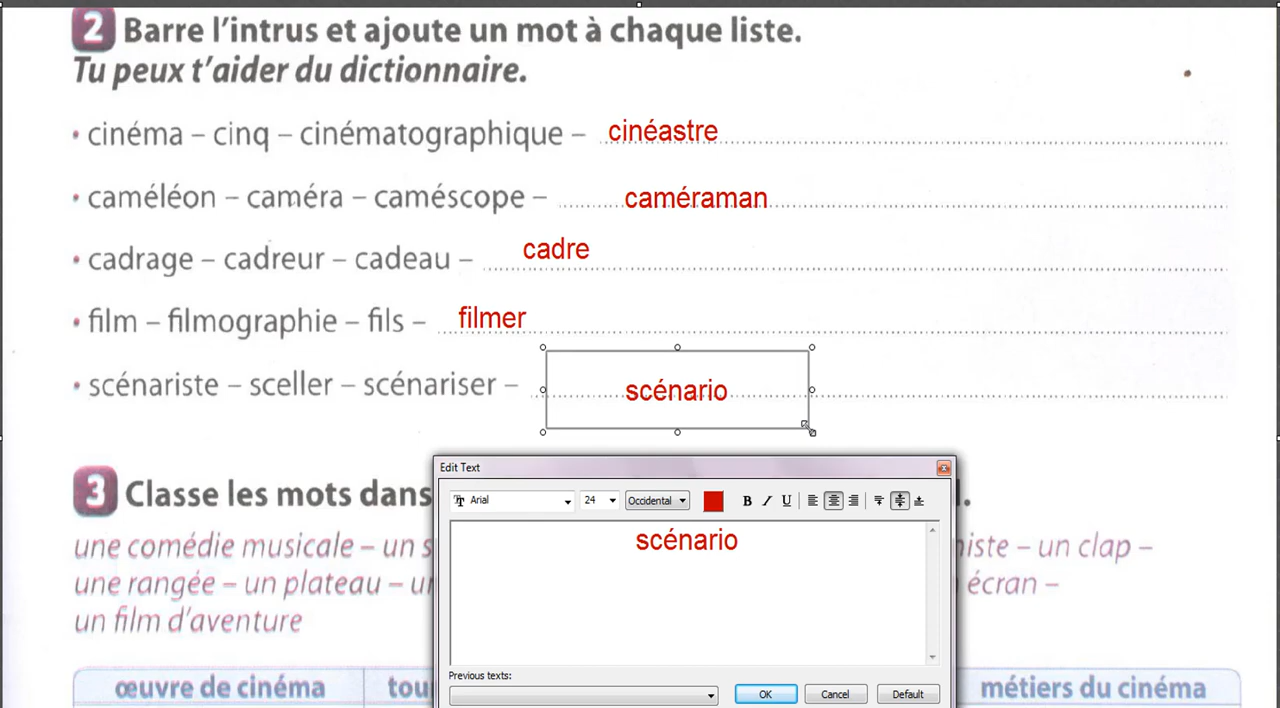 2 Barre l'intrus et ajoute un mot à chaque liste.
Tu peux t'aider du dictionnaire.
• cinéma – cinq – cinématographique – cinéastre
• caméléon – caméra – caméscope – caméraman
• cadrage – cadreur – cadeau – cadre
• film – filmographie – fils – filmer
• scénariste – sceller – scénariser – scénario
3 Classe les mots dans l.
une comédie musicale – un s niste – un clap –
une rangée – un plateau – u écran –
un film d'aventure
œuvre de cinéma tou métiers du cinéma
Edit Text
Arial 24 Occidental B I U
scénario
Previous texts:
OK Cancel Default